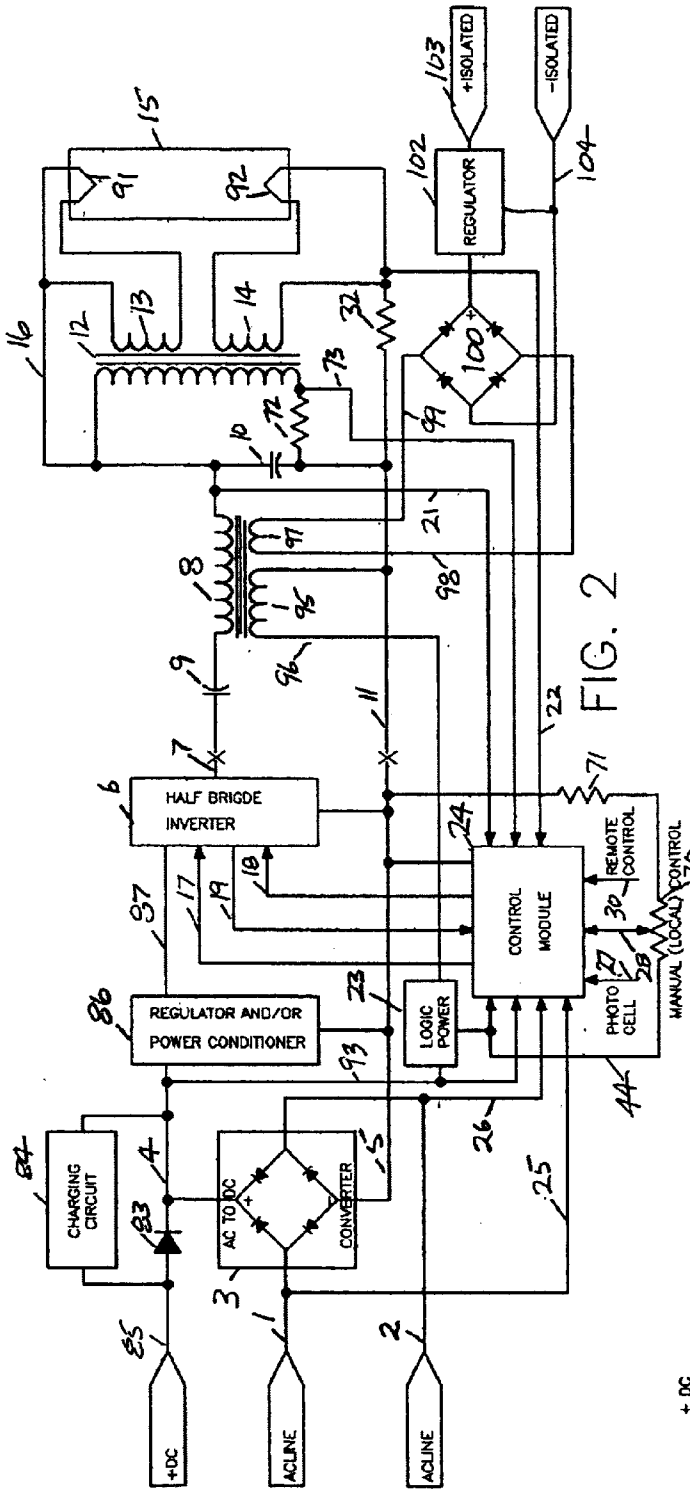 +DC
85
84
CHARGING
CIRCUIT
83
4
ACLINE
1
3
AC TO DC
+
CONVERTER
5
ACLINE
2
86
REGULATOR AND/OR
POWER CONDITIONER
93
87
6
HALF BRIGDE
INVERTER
17
19
18
7
9
8
95
97
96
98
99
11
21
10
72
73
16
12
13
14
15
91
92
32
100
+
102
REGULATOR
103
+ISOLATED
104
-ISOLATED
23
LOGIC
POWER
24
CONTROL
MODULE
26
25
44
PHOTO
CELL
27
28
30
REMOTE
CONTROL
MANUAL (LOCAL) CONTROL
71
22
FIG. 2
+ DC